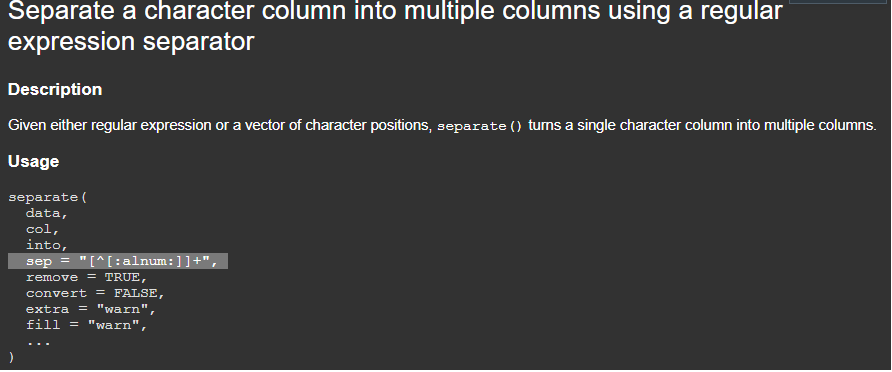 Separate a character column into multiple columns using a regular
expression separator
Description
Given either regular expression or a vector of character positions, separate() turns a single character column into multiple columns.
Usage
separate(
  data,
  col,
  into,
  sep = "[^[:alnum:]]+",
  remove = TRUE,
  convert = FALSE,
  extra = "warn",
  fill = "warn",
  ...
)